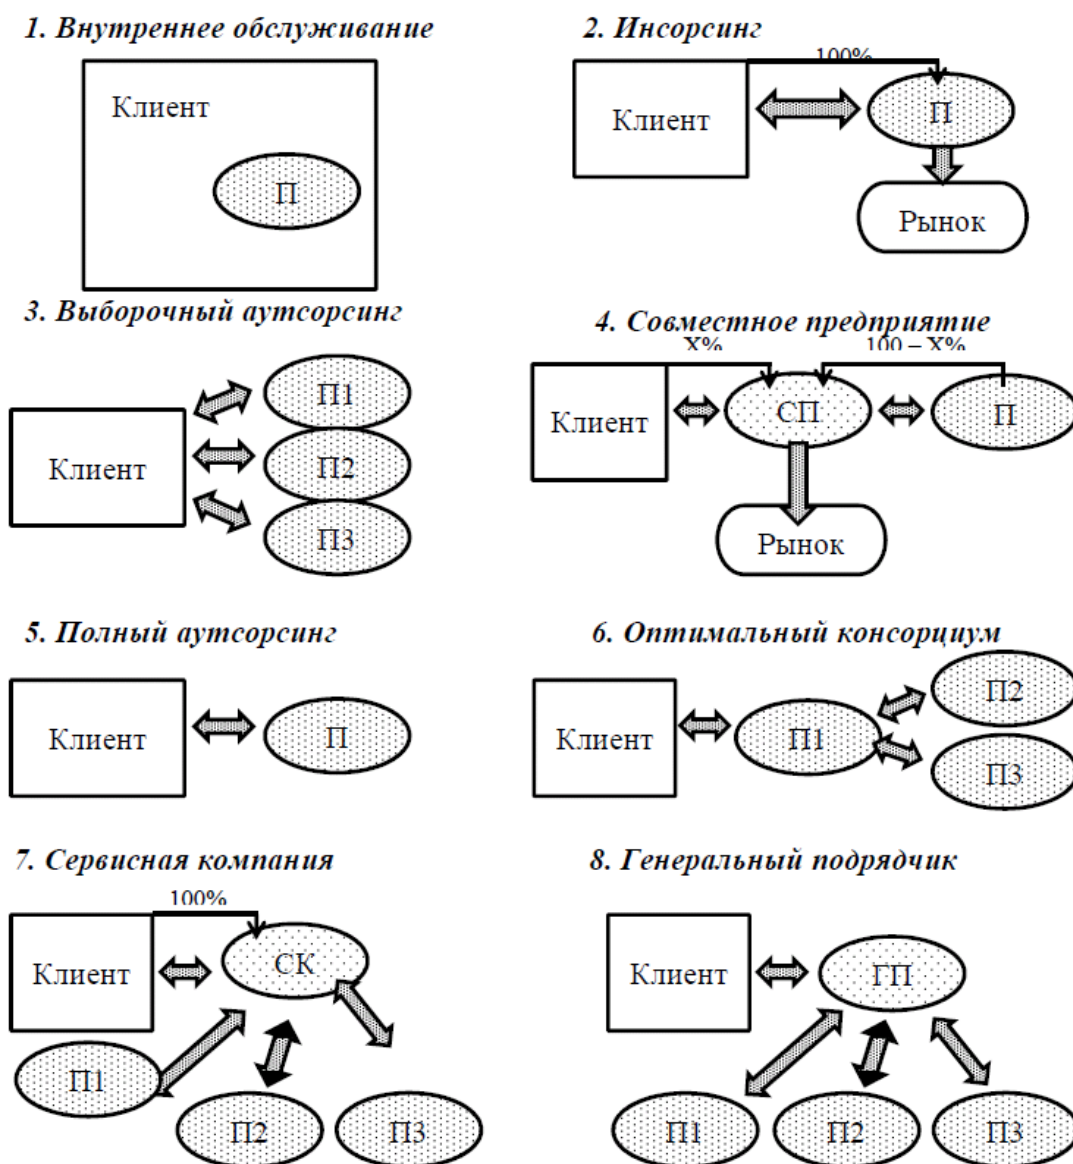 1. Внутреннее обслуживание
Клиент
П
2. Инсорсинг
100%
Клиент
П
Рынок
3. Выборочный аутсорсинг
П1
Клиент
П2
П3
4. Совместное предприятие
X%
100 – X%
Клиент
СП
П
Рынок
5. Полный аутсорсинг
Клиент
П
6. Оптимальный консорциум
П2
Клиент
П1
П3
7. Сервисная компания
100%
Клиент
СК
П1
П2
П3
8. Генеральный подрядчик
Клиент
ГП
П1
П2
П3